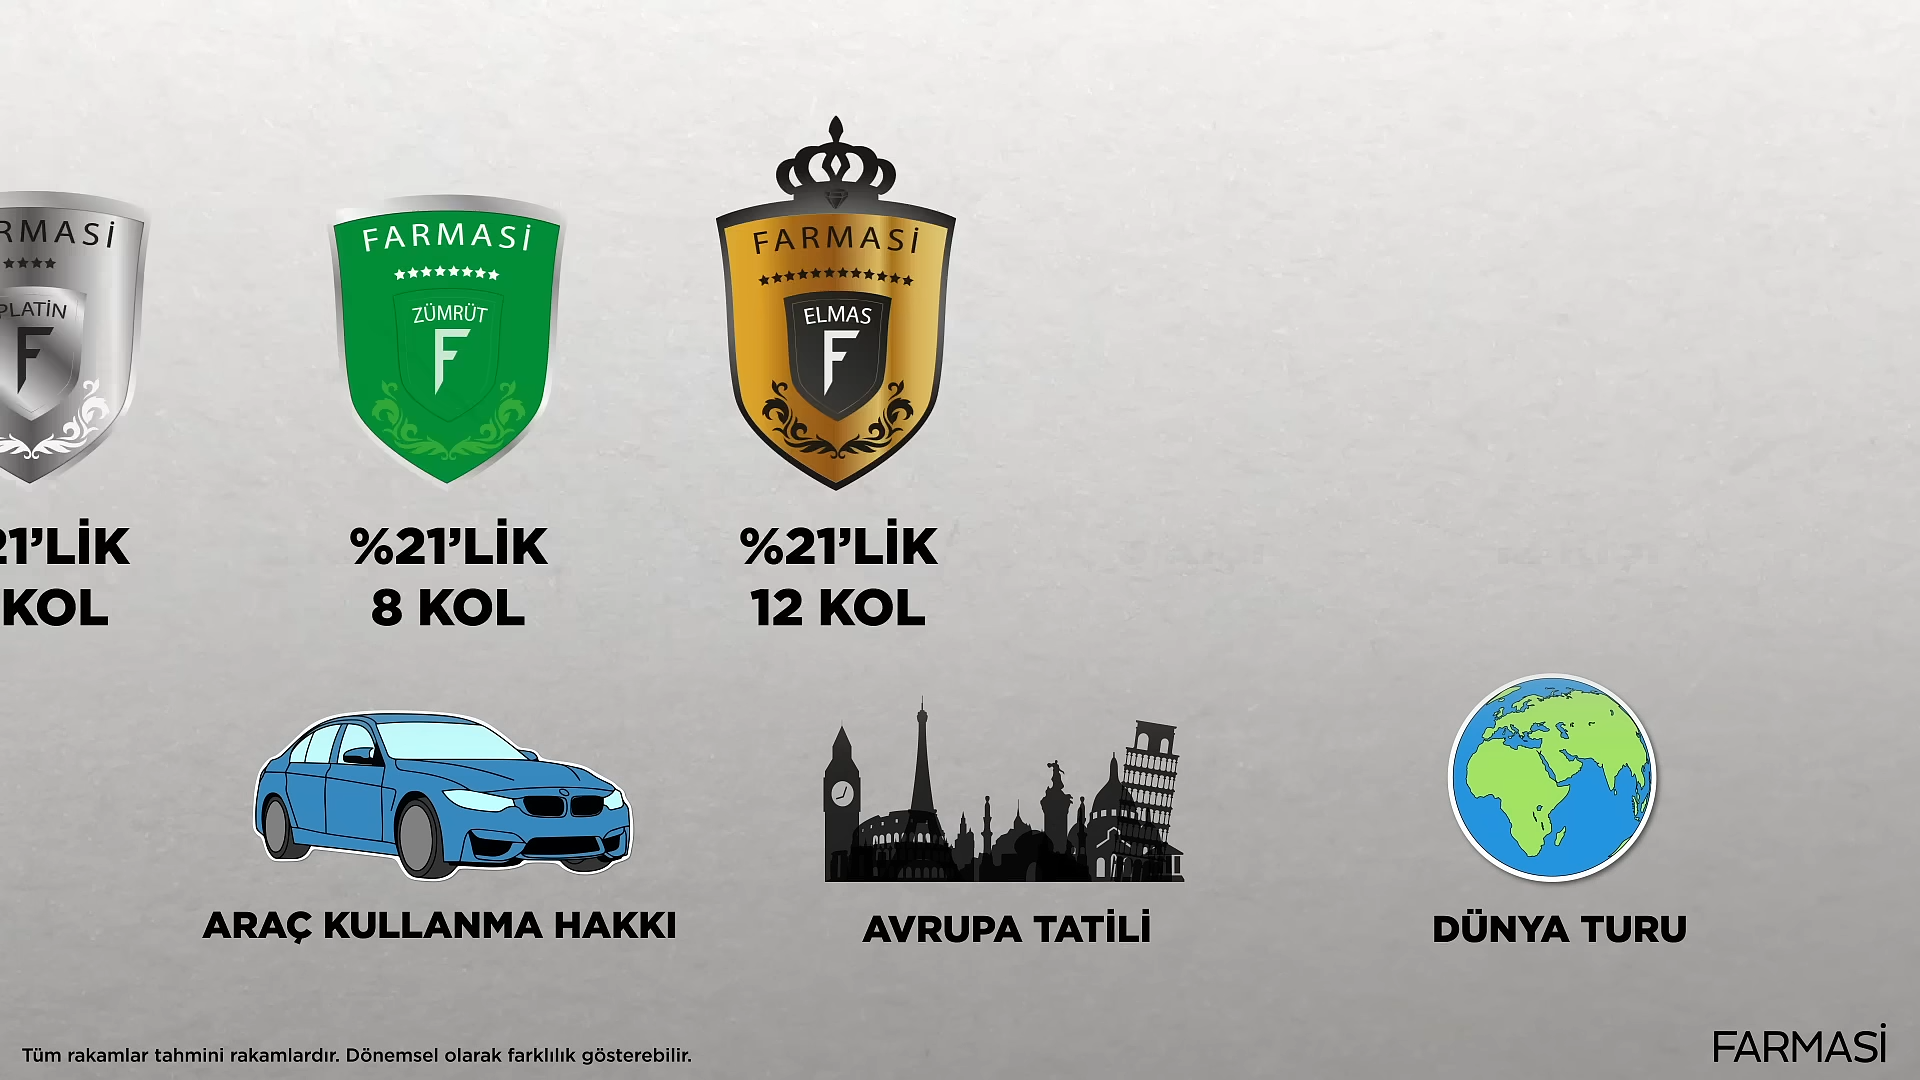 FARMASİ
FARMASİ
ZÜMRÜT
F
ELMAS
F
PLATİN
F
%21'LİK
8 KOL
%21'LİK
12 KOL
21'LİK
KOL
ARAÇ KULLANMA HAKKI
AVRUPA TATİLİ
DÜNYA TURU
Tüm rakamlar tahmini rakamlardır. Dönemsel olarak farklılık gösterebilir.
FARMASİ